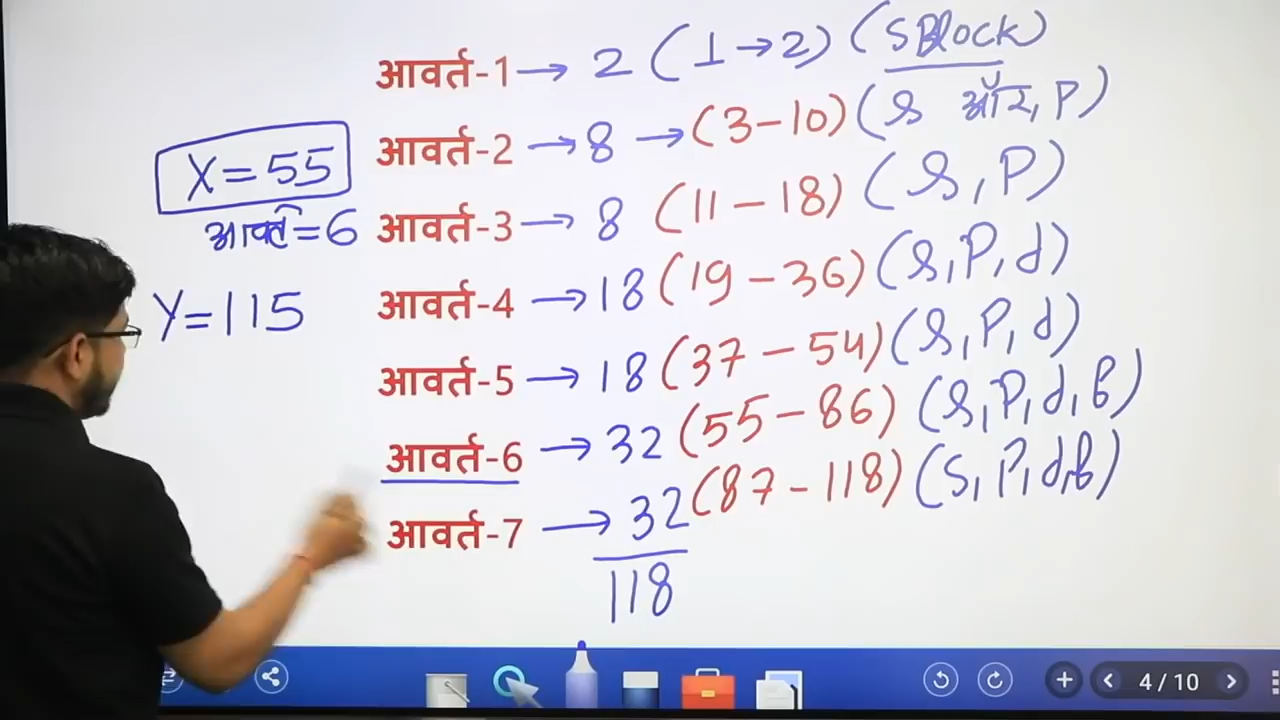 आवर्त-1 → 2 (1 → 2) (S Block)
आवर्त-2 → 8 → (3-10) (S और, P)
X = 55
आवर्त = 6
आवर्त-3 → 8 (11 - 18) (S, P)
Y = 115
आवर्त-4 → 18 (19 - 36) (S, P, d)
आवर्त-5 → 18 (37 - 54) (S, P, d)
आवर्त-6 → 32 (55 - 86) (S, P, d, f)
आवर्त-7 → 32 (87 - 118) (S, P, d, f)
118
4 / 10